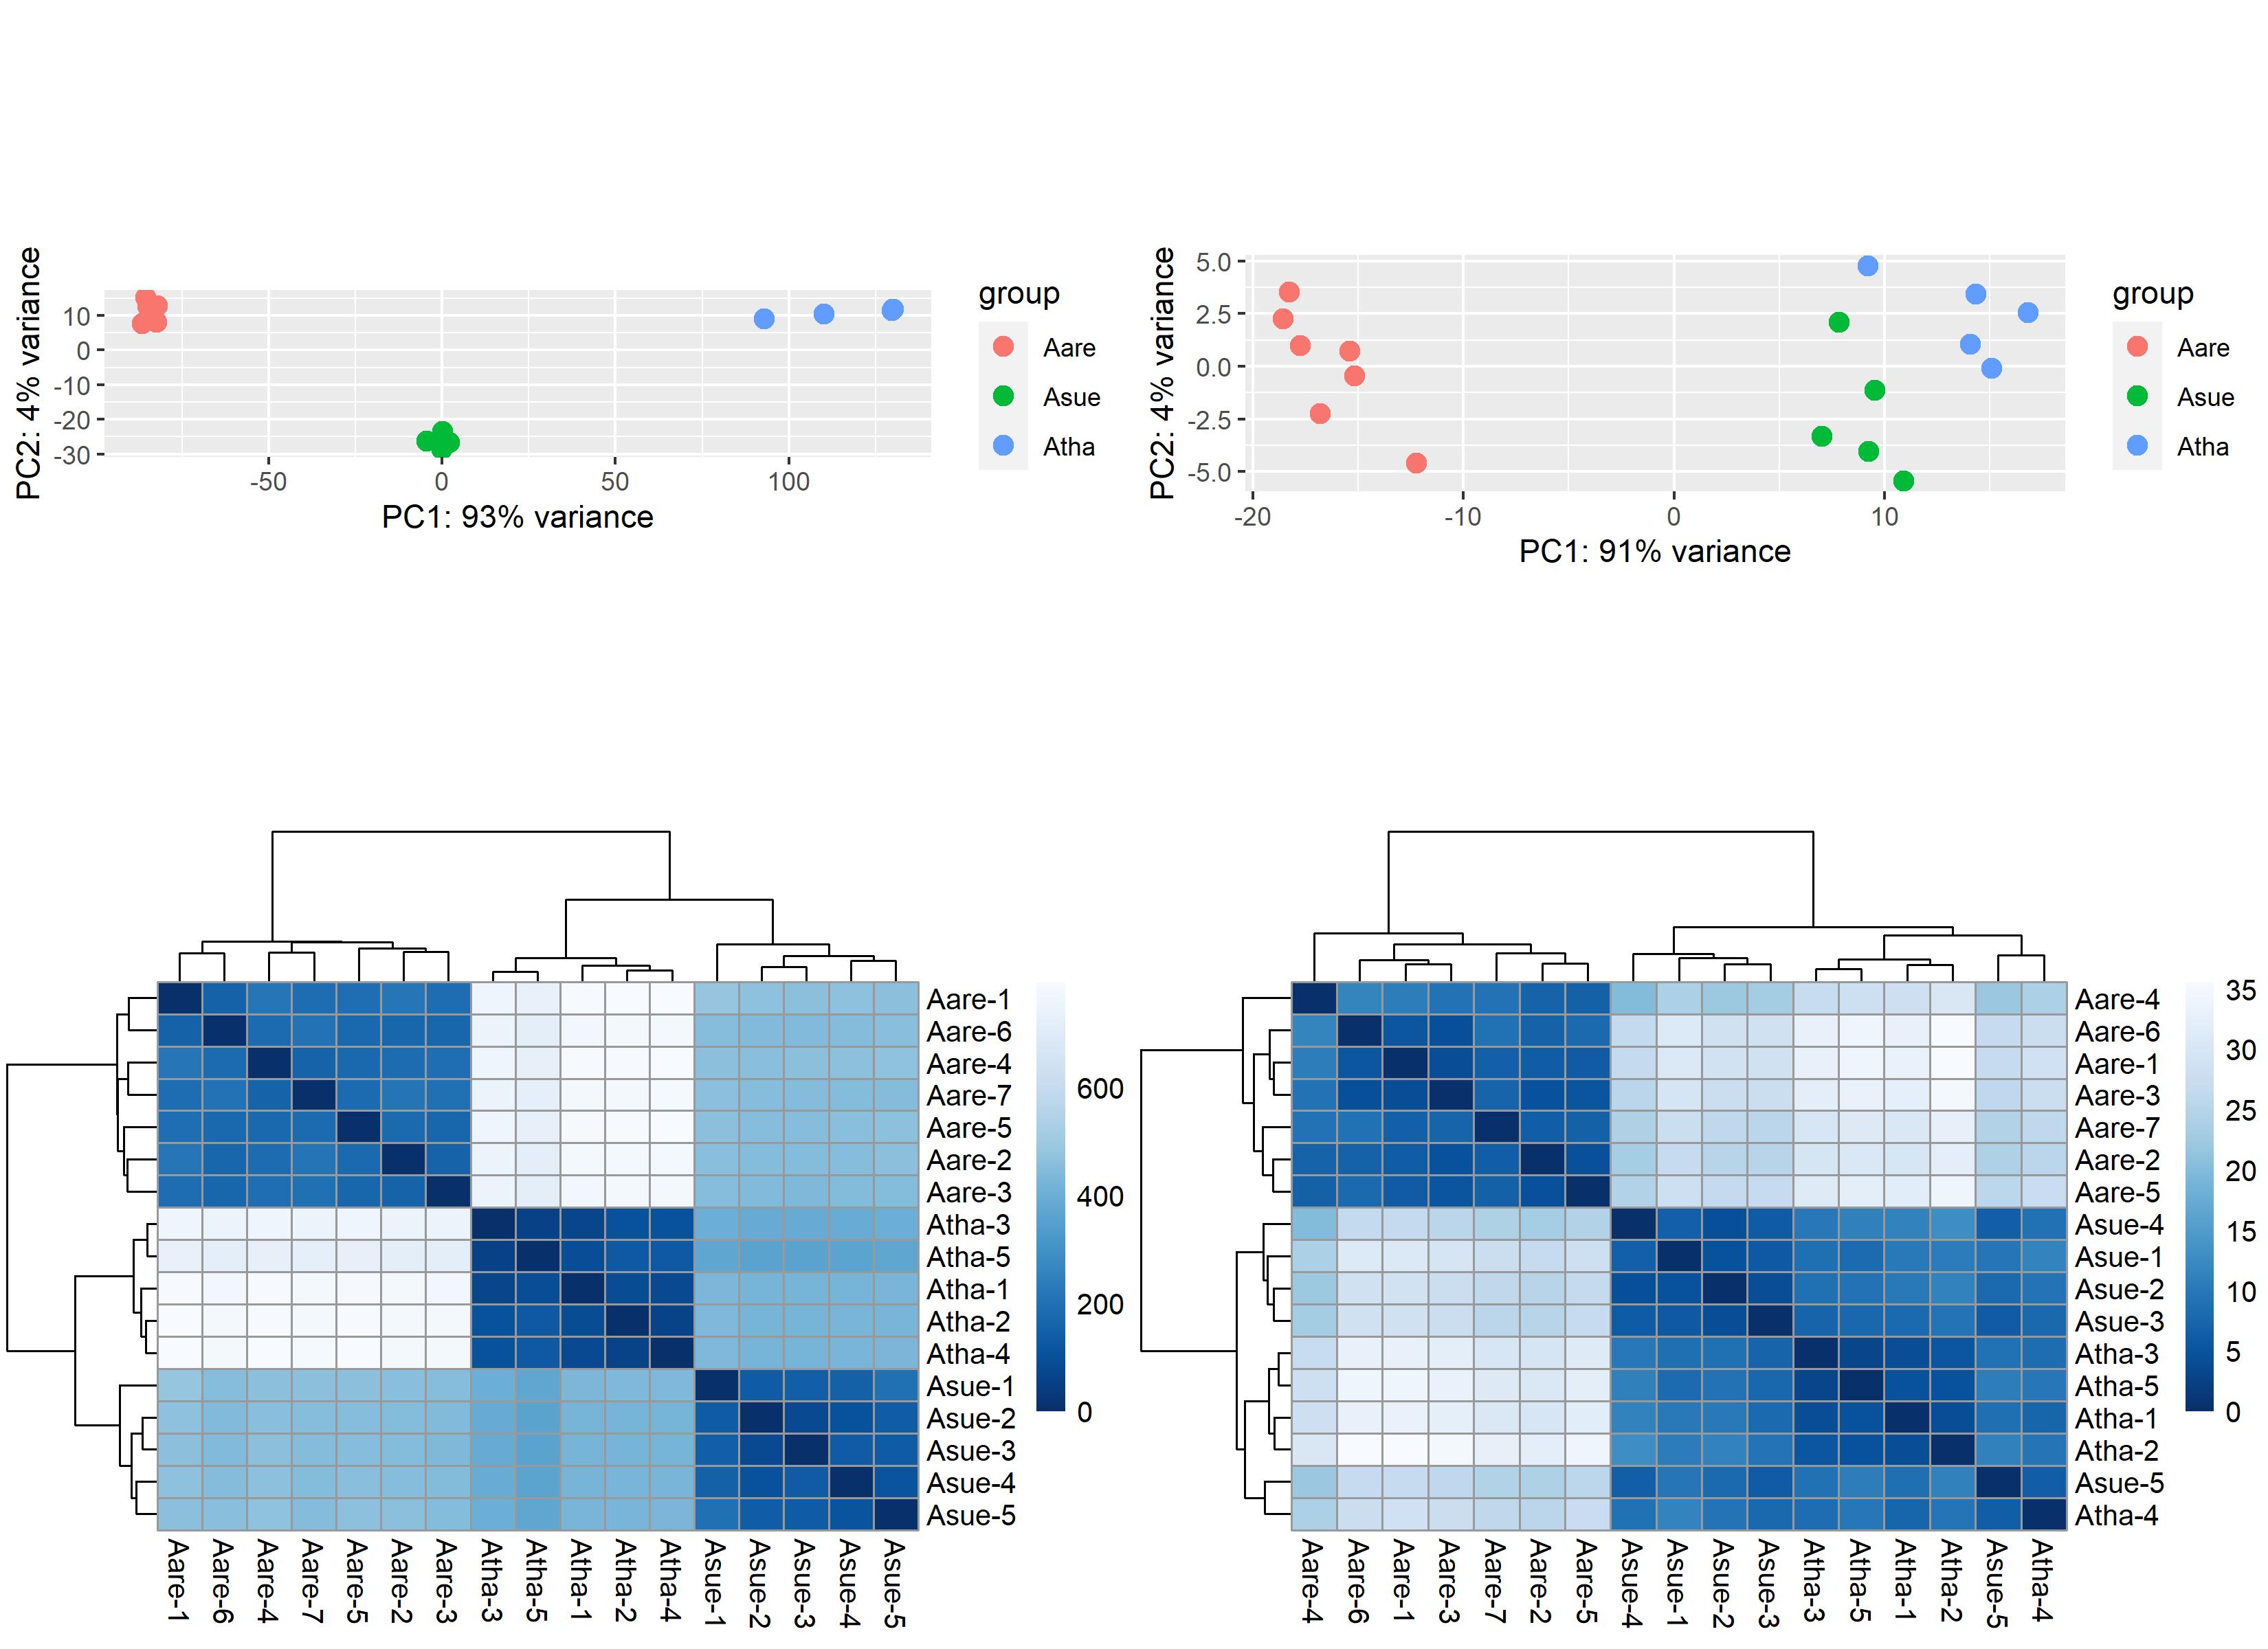 PC2: 4% variance
10
0
-10
-20
-30
-50
0
50
100
PC1: 93% variance
group
Aare
Asue
Atha
PC2: 4% variance
5.0
2.5
0.0
-2.5
-5.0
-20
-10
0
10
PC1: 91% variance
group
Aare
Asue
Atha
Aare-1
Aare-6
Aare-4
Aare-7
Aare-5
Aare-2
Aare-3
Atha-3
Atha-5
Atha-1
Atha-2
Atha-4
Asue-1
Asue-2
Asue-3
Asue-4
Asue-5
600
400
200
0
Aare-1
Aare-6
Aare-4
Aare-7
Aare-5
Aare-2
Aare-3
Atha-3
Atha-5
Atha-1
Atha-2
Atha-4
Asue-1
Asue-2
Asue-3
Asue-4
Asue-5
Aare-4
Aare-6
Aare-1
Aare-3
Aare-7
Aare-2
Aare-5
Asue-4
Asue-1
Asue-2
Asue-3
Atha-3
Atha-5
Atha-1
Atha-2
Asue-5
Atha-4
35
30
25
20
15
10
5
0
Aare-4
Aare-6
Aare-1
Aare-3
Aare-7
Aare-2
Aare-5
Asue-4
Asue-1
Asue-2
Asue-3
Atha-3
Atha-5
Atha-1
Atha-2
Asue-5
Atha-4